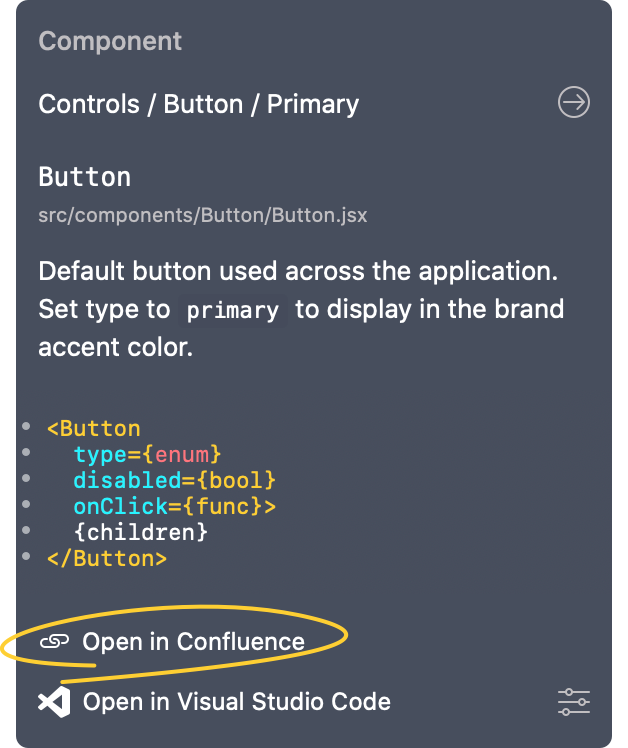 Component
Controls / Button / Primary
Button
src/components/Button/Button.jsx
Default button used across the application.
Set type to primary to display in the brand
accent color.
<Button
type={enum}
disabled={bool}
onClick={func}>
{children}
</Button>
Open in Confluence
Open in Visual Studio Code